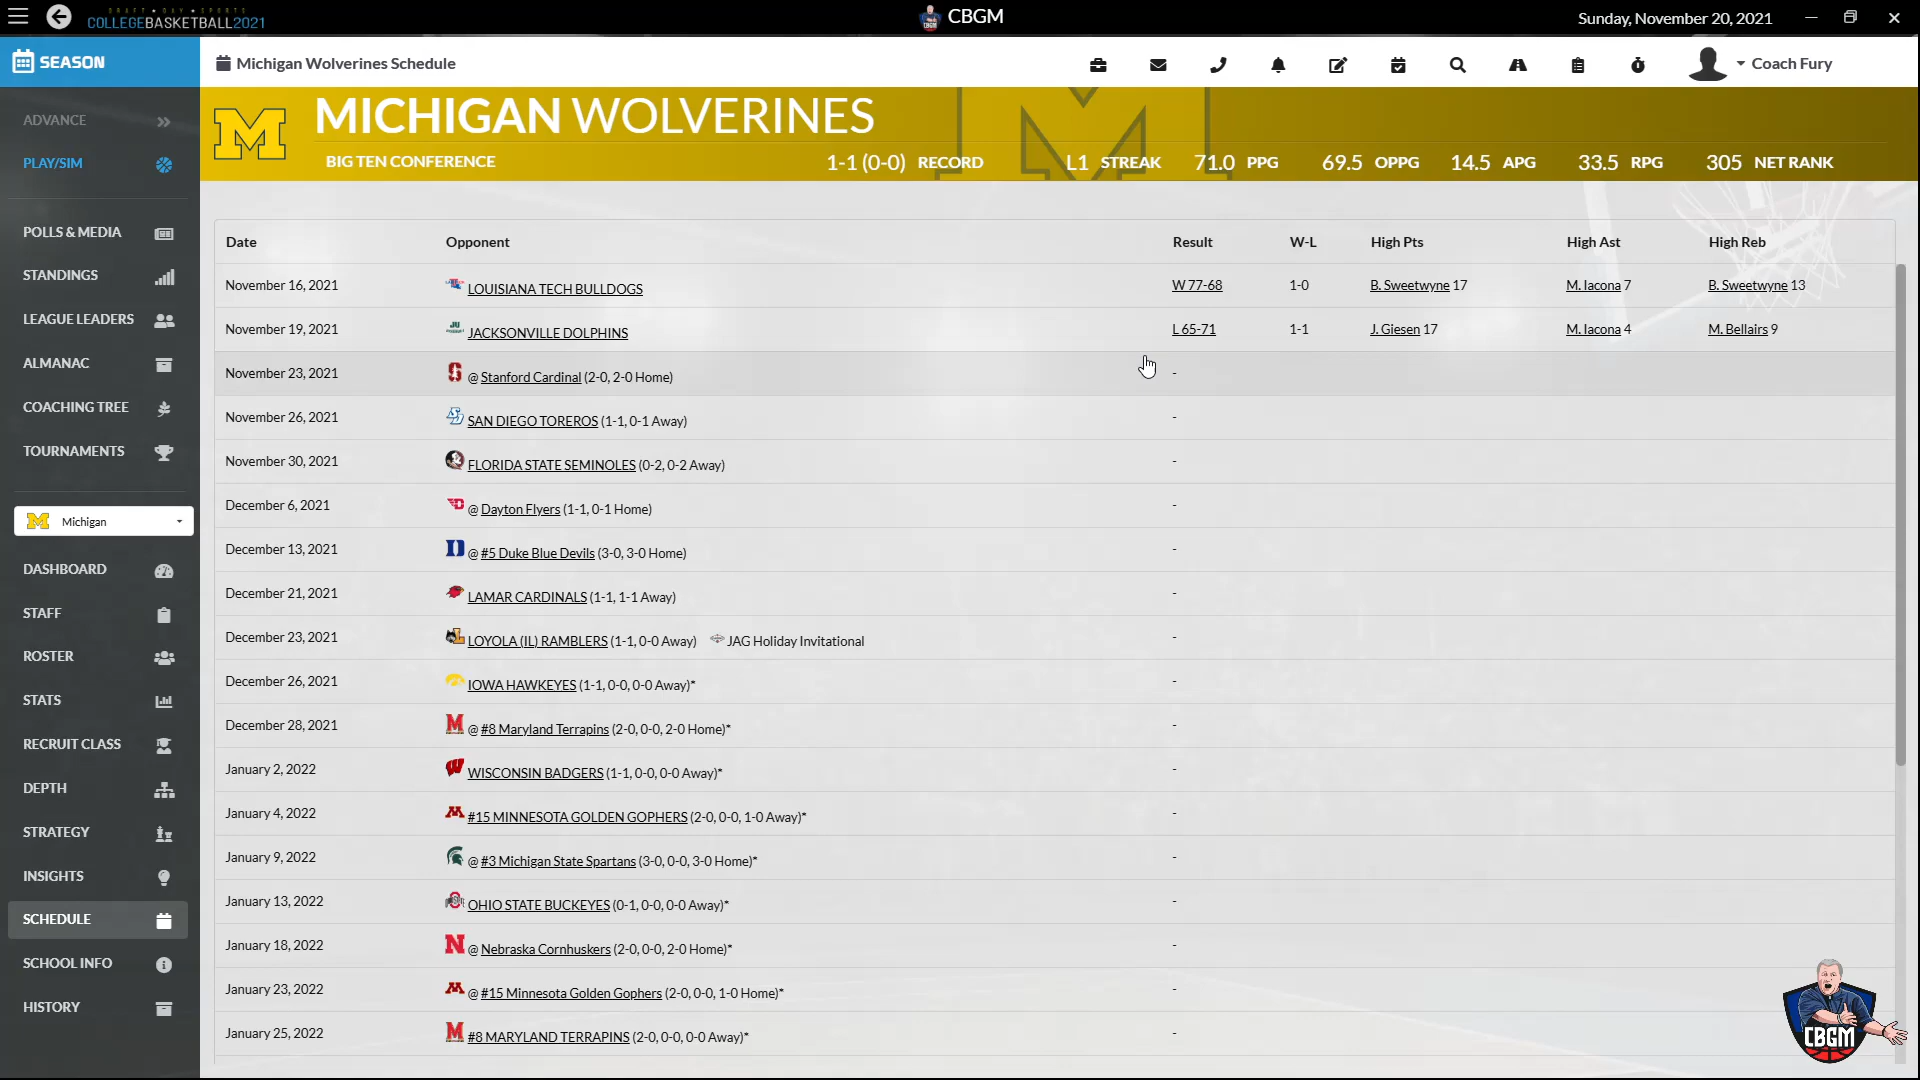 DRAFT • DAY • SPORTS
COLLEGEBASKETBALL2021
CBGM
Sunday, November 20, 2021
SEASON
Michigan Wolverines Schedule
Coach Fury
ADVANCE
PLAY/SIM
POLLS & MEDIA
STANDINGS
LEAGUE LEADERS
ALMANAC
COACHING TREE
TOURNAMENTS
Michigan
DASHBOARD
STAFF
ROSTER
STATS
RECRUIT CLASS
DEPTH
STRATEGY
INSIGHTS
SCHEDULE
SCHOOL INFO
HISTORY
MICHIGAN WOLVERINES
BIG TEN CONFERENCE 1-1 (0-0) RECORD L1 STREAK 71.0 PPG 69.5 OPPG 14.5 APG 33.5 RPG 305 NET RANK
Date Opponent Result W-L High Pts High Ast High Reb
November 16, 2021 LOUISIANA TECH BULLDOGS W 77-68 1-0 B. Sweetwyne 17 M. Iacona 7 B. Sweetwyne 13
November 19, 2021 JACKSONVILLE DOLPHINS L 65-71 1-1 J. Giesen 17 M. Iacona 4 M. Bellairs 9
November 23, 2021 @ Stanford Cardinal (2-0, 2-0 Home) -
November 26, 2021 SAN DIEGO TOREROS (1-1, 0-1 Away) -
November 30, 2021 FLORIDA STATE SEMINOLES (0-2, 0-2 Away) -
December 6, 2021 @ Dayton Flyers (1-1, 0-1 Home) -
December 13, 2021 @ #5 Duke Blue Devils (3-0, 3-0 Home) -
December 21, 2021 LAMAR CARDINALS (1-1, 1-1 Away) -
December 23, 2021 LOYOLA (IL) RAMBLERS (1-1, 0-0 Away) JAG Holiday Invitational -
December 26, 2021 IOWA HAWKEYES (1-1, 0-0, 0-0 Away)* -
December 28, 2021 @ #8 Maryland Terrapins (2-0, 0-0, 2-0 Home)* -
January 2, 2022 WISCONSIN BADGERS (1-1, 0-0, 0-0 Away)* -
January 4, 2022 #15 MINNESOTA GOLDEN GOPHERS (2-0, 0-0, 1-0 Away)* -
January 9, 2022 @ #3 Michigan State Spartans (3-0, 0-0, 3-0 Home)* -
January 13, 2022 OHIO STATE BUCKEYES (0-1, 0-0, 0-0 Away)* -
January 18, 2022 @ Nebraska Cornhuskers (2-0, 0-0, 2-0 Home)* -
January 23, 2022 @ #15 Minnesota Golden Gophers (2-0, 0-0, 1-0 Home)* -
January 25, 2022 #8 MARYLAND TERRAPINS (2-0, 0-0, 0-0 Away)* -
CBGM